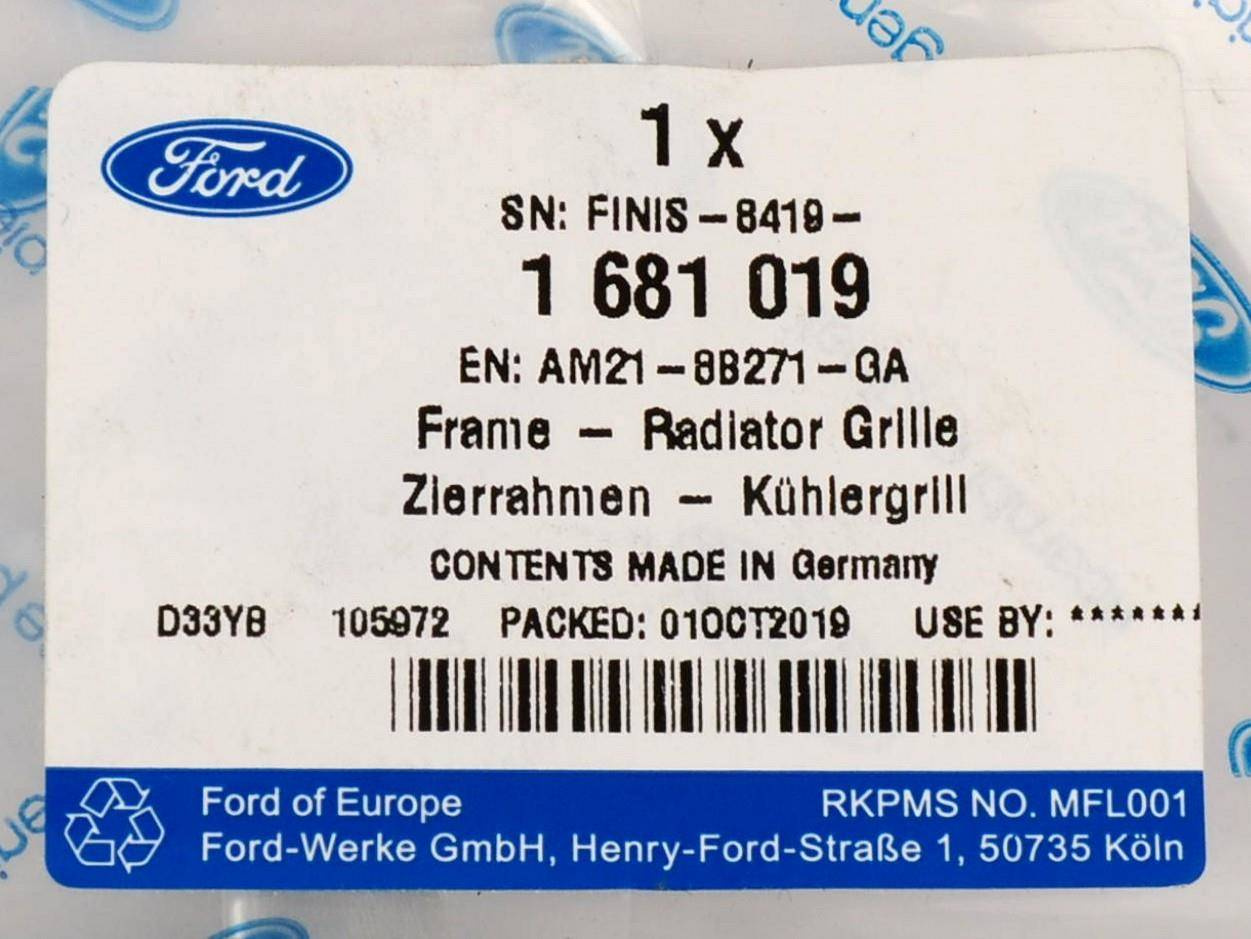 Ford
1 x
SN: FINIS-8419-
1 681 019
EN: AM21-8B271-GA
Frame - Radiator Grille
Zierrahmen - Kühlergrill
CONTENTS MADE IN Germany
D33YB 105972 PACKED: 01OCT2019 USE BY: *******
Ford of Europe
RKPMS NO. MFL001
Ford-Werke GmbH, Henry-Ford-Straße 1, 50735 Köln